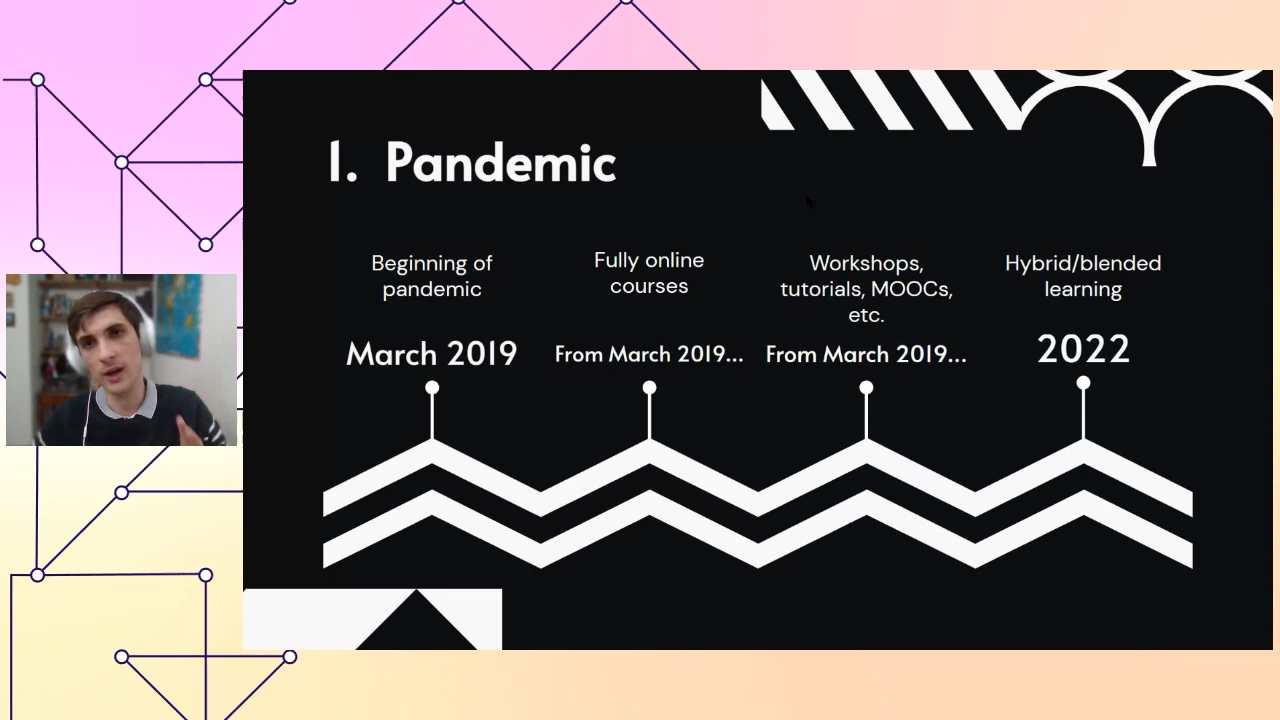 1. Pandemic
Beginning of
pandemic
March 2019
Fully online
courses
From March 2019...
Workshops,
tutorials, MOOCs,
etc.
From March 2019...
Hybrid/blended
learning
2022